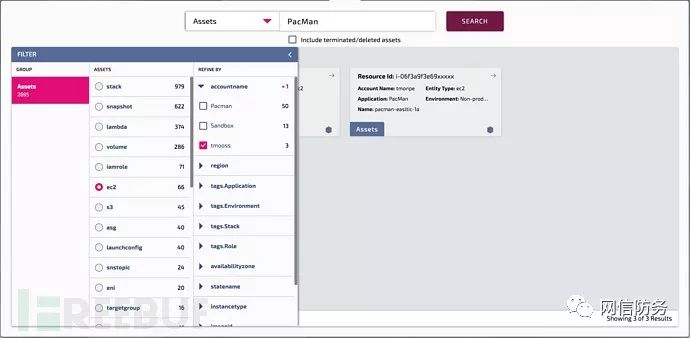 Assets
PacMan
SEARCH
Include terminated/deleted assets
FILTER
GROUP
Assets
2685
ASSETS
stack 979
snapshot 622
lambda 374
volume 286
iamrole 71
ec2 66
s3 45
asg 40
launchconfig 40
snstopic 24
eni 20
targetgroup 16
REFINE BY
accountname +1
Pacman 50
Sandbox 13
tmooss 3
region
tags.Application
tags.Environment
tags.Stack
tags.Role
availabilityzone
statename
instancetype
ec2
Resource Id: i-06f3a9f3e69xxxxx
Account Name: tmonpe Entity Type: ec2
Application: PacMan Environment: Non-prod...
Name: pacman-easitic-1a
Assets
Showing 3 of 3 Results
REEBUF
网信防务